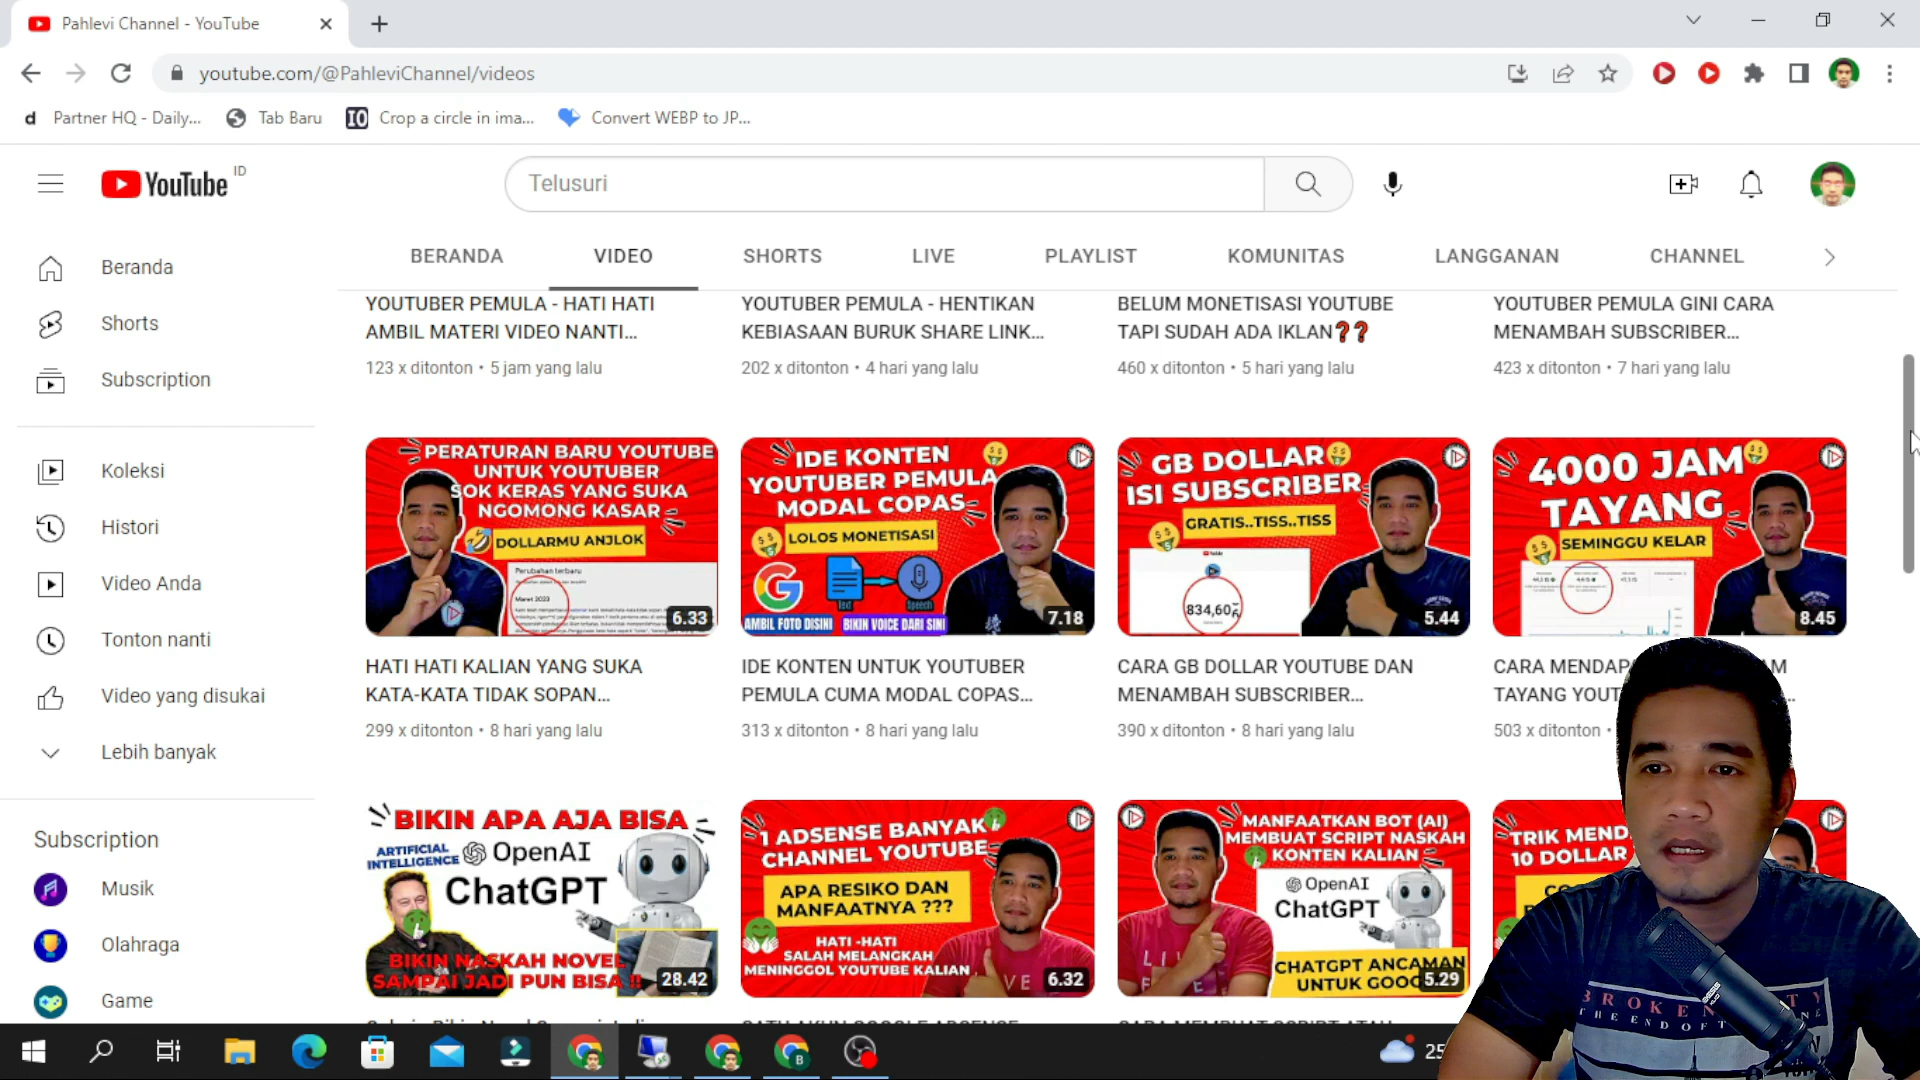 Pahlevi Channel - YouTube
youtube.com/@PahleviChannel/videos
d Partner HQ - Daily...
Tab Baru
IO Crop a circle in ima...
Convert WEBP to JP...
YouTube ID
Telusuri
BERANDA VIDEO SHORTS LIVE PLAYLIST KOMUNITAS LANGGANAN CHANNEL
Beranda
Shorts
Subscription
Koleksi
Histori
Video Anda
Tonton nanti
Video yang disukai
Lebih banyak
Subscription
Musik
Olahraga
Game
YOUTUBER PEMULA - HATI HATI
AMBIL MATERI VIDEO NANTI...
123 x ditonton • 5 jam yang lalu
YOUTUBER PEMULA - HENTIKAN
KEBIASAAN BURUK SHARE LINK...
202 x ditonton • 4 hari yang lalu
BELUM MONETISASI YOUTUBE
TAPI SUDAH ADA IKLAN❓❓
460 x ditonton • 5 hari yang lalu
YOUTUBER PEMULA GINI CARA
MENAMBAH SUBSCRIBER...
423 x ditonton • 7 hari yang lalu
PERATURAN BARU YOUTUBE
UNTUK YOUTUBER
SOK KERAS YANG SUKA
NGOMONG KASAR
DOLLARMU ANJLOK
Perubahan terbaru
Maret 2023
6.33
HATI HATI KALIAN YANG SUKA
KATA-KATA TIDAK SOPAN...
299 x ditonton • 8 hari yang lalu
IDE KONTEN
YOUTUBER PEMULA
MODAL COPAS
LOLOS MONETISASI
Text
Speech
AMBIL FOTO DISINI
BIKIN VOICE DARI SINI
7.18
IDE KONTEN UNTUK YOUTUBER
PEMULA CUMA MODAL COPAS...
313 x ditonton • 8 hari yang lalu
GB DOLLAR
ISI SUBSCRIBER
GRATIS..TISS..TISS
YouTube
5.44
CARA GB DOLLAR YOUTUBE DAN
MENAMBAH SUBSCRIBER...
390 x ditonton • 8 hari yang lalu
4000 JAM
TAYANG
SEMINGGU KELAR
8.45
CARA
TAYANG
503 x ditonton •
BIKIN APA AJA BISA
ARTIFICIAL
INTELLIGENCE
OpenAI
ChatGPT
BIKIN NASKAH NOVEL
SAMPAI JADI PUN BISA !!
28.42
1 ADSENSE BANYAK
CHANNEL YOUTUBE
APA RESIKO DAN
MANFAATNYA ???
HATI -HATI
SALAH MELANGKAH
MENINGGOL YOUTUBE KALIAN
6.32
MANFAATKAN BOT (AI)
MEMBUAT SCRIPT NASKAH
KONTEN KALIAN
OpenAI
ChatGPT
CHATGPT ANCAMAN
UNTUK
5.29
TRIK
10 DOLLAR
BROKEN
THE END OF